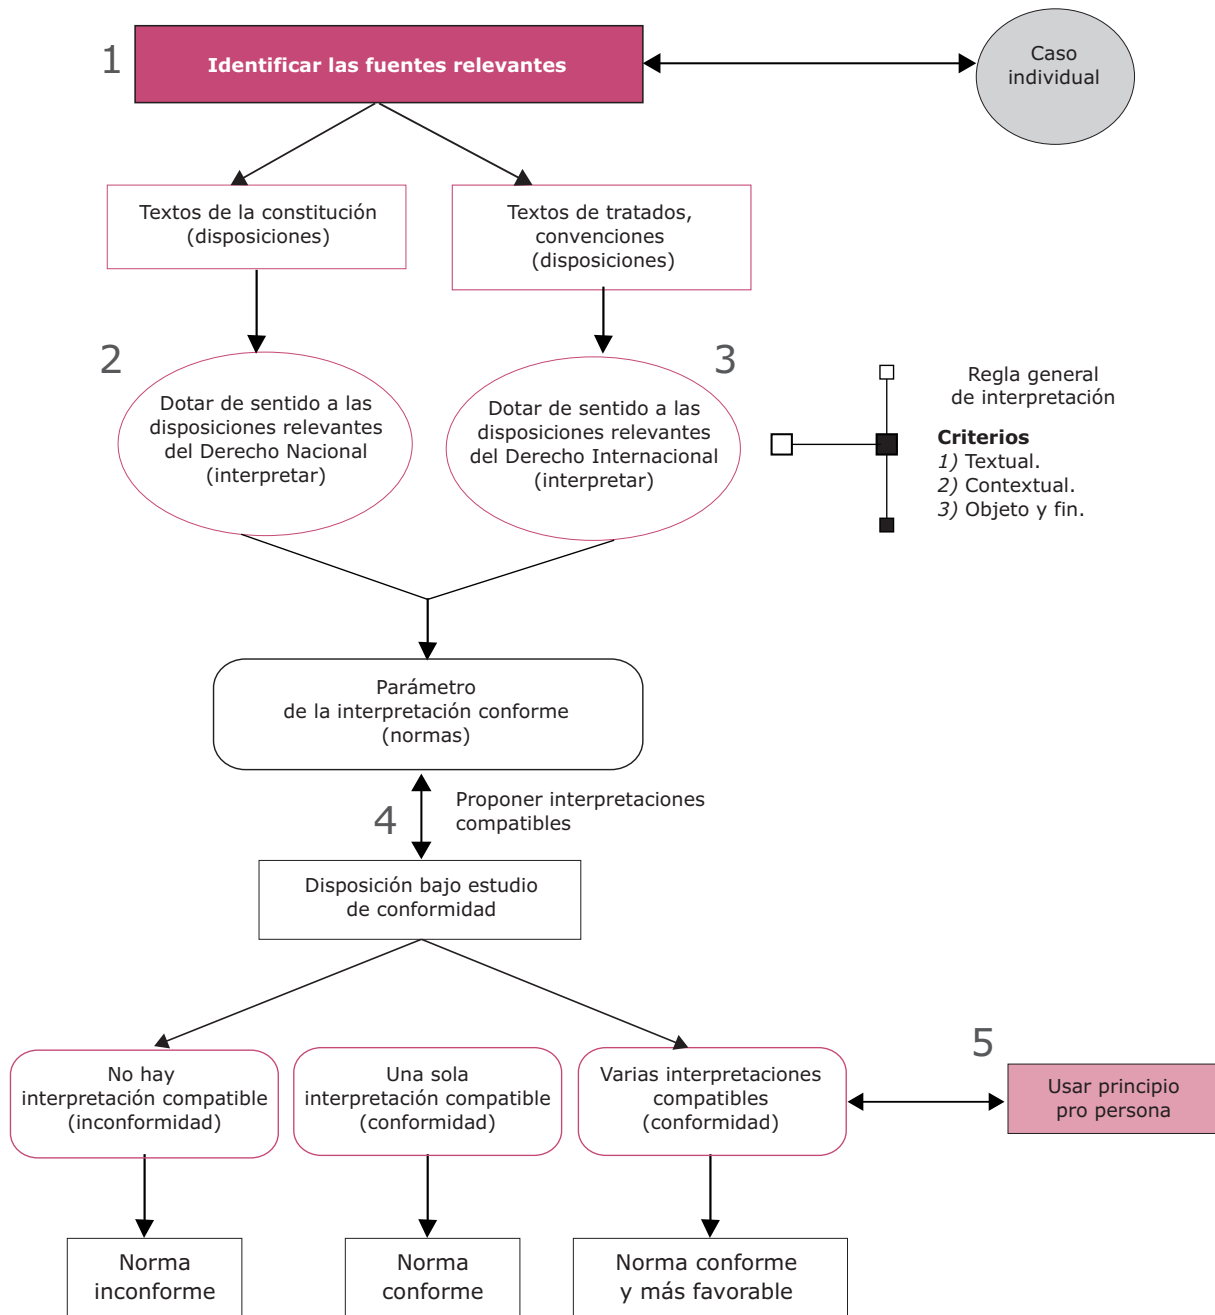 1
Identificar las fuentes relevantes
Caso
individual
Textos de la constitución
(disposiciones)
Textos de tratados,
convenciones
(disposiciones)
2
Dotar de sentido a las
disposiciones relevantes
del Derecho Nacional
(interpretar)
3
Dotar de sentido a las
disposiciones relevantes
del Derecho Internacional
(interpretar)
Regla general
de interpretación
Criterios
1) Textual.
2) Contextual.
3) Objeto y fin.
Parámetro
de la interpretación conforme
(normas)
4
Proponer interpretaciones
compatibles
Disposición bajo estudio
de conformidad
No hay
interpretación compatible
(inconformidad)
Una sola
interpretación compatible
(conformidad)
Varias interpretaciones
compatibles
(conformidad)
5
Usar principio
pro persona
Norma
inconforme
Norma
conforme
Norma conforme
y más favorable